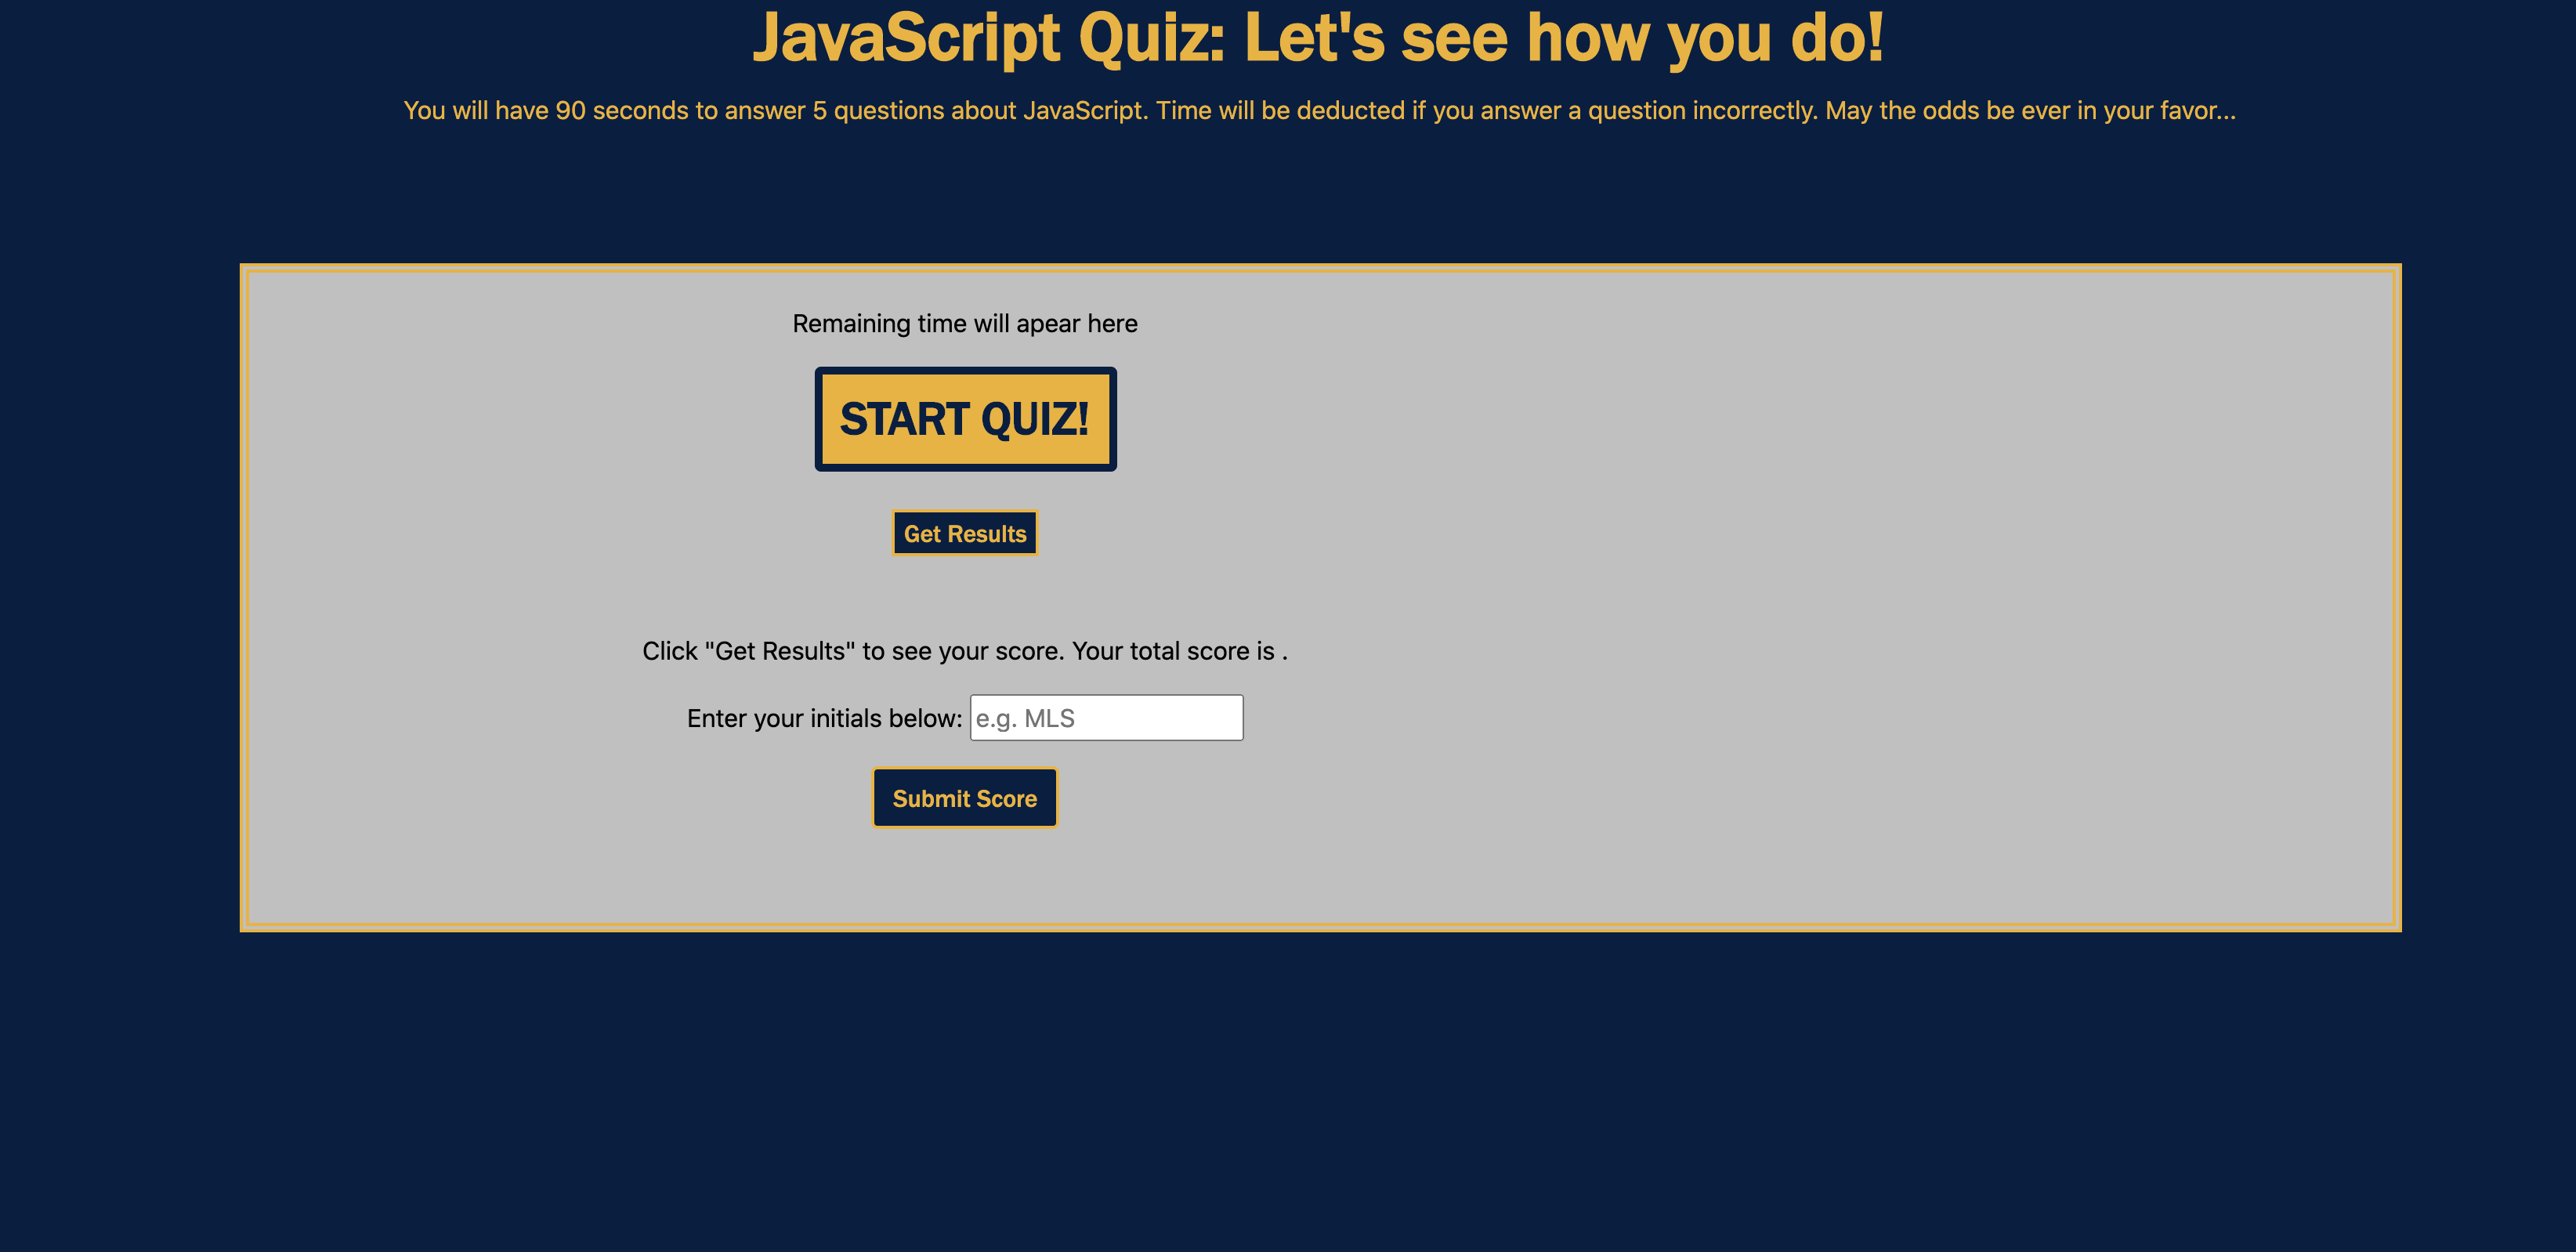 JavaScript Quiz: Let's see how you do!
You will have 90 seconds to answer 5 questions about JavaScript. Time will be deducted if you answer a question incorrectly. May the odds be ever in your favor...
Remaining time will apear here
START QUIZ!
Get Results
Click "Get Results" to see your score. Your total score is .
Enter your initials below: e.g. MLS
Submit Score